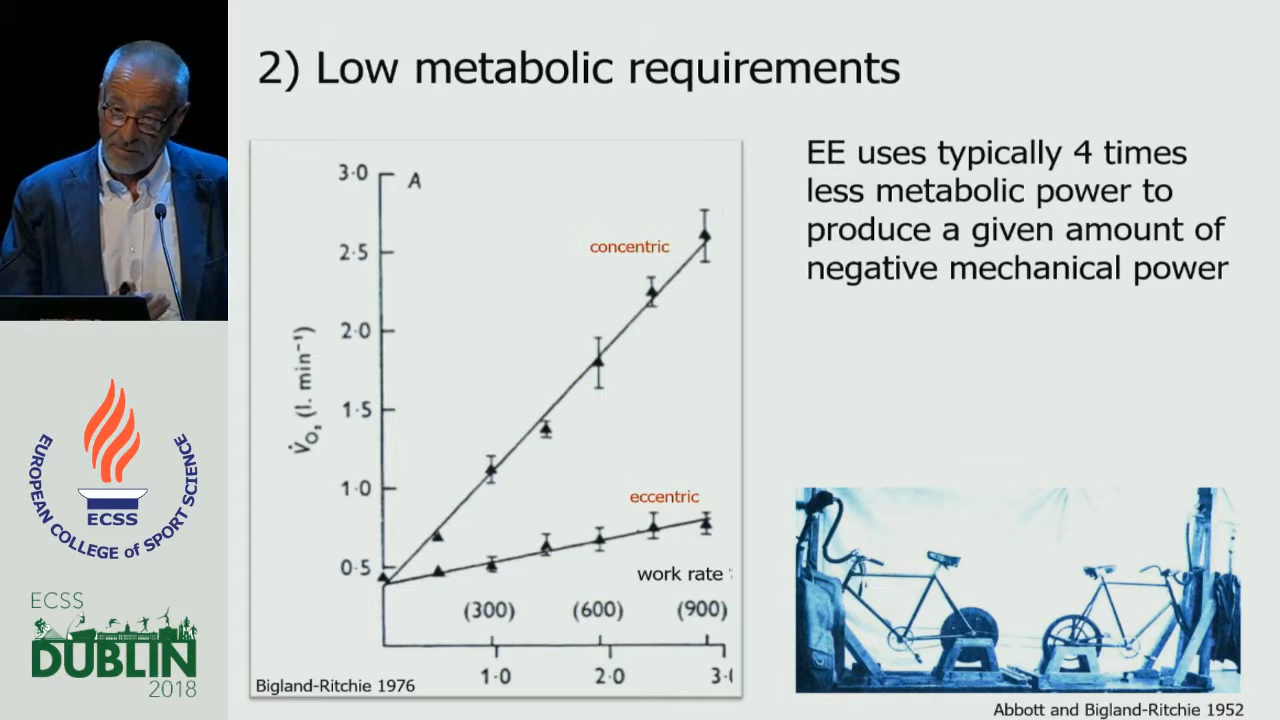 2) Low metabolic requirements
EE uses typically 4 times
less metabolic power to
produce a given amount of
negative mechanical power
3·0
A
concentric
2·5
2·0
V̇O₂ (l. min⁻¹)
1·5
1·0
eccentric
0·5
work rate
(300) (600) (900)
1·0 2·0 3·0
Bigland-Ritchie 1976
Abbott and Bigland-Ritchie 1952
EUROPEAN COLLEGE of SPORT SCIENCE
ECSS
ECSS
DUBLIN
2018